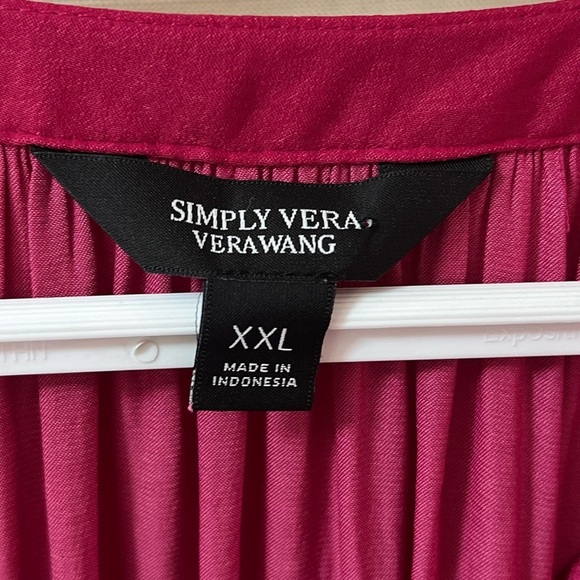 SIMPLY VERA,
VERAWANG
XXL
MADE IN
INDONESIA